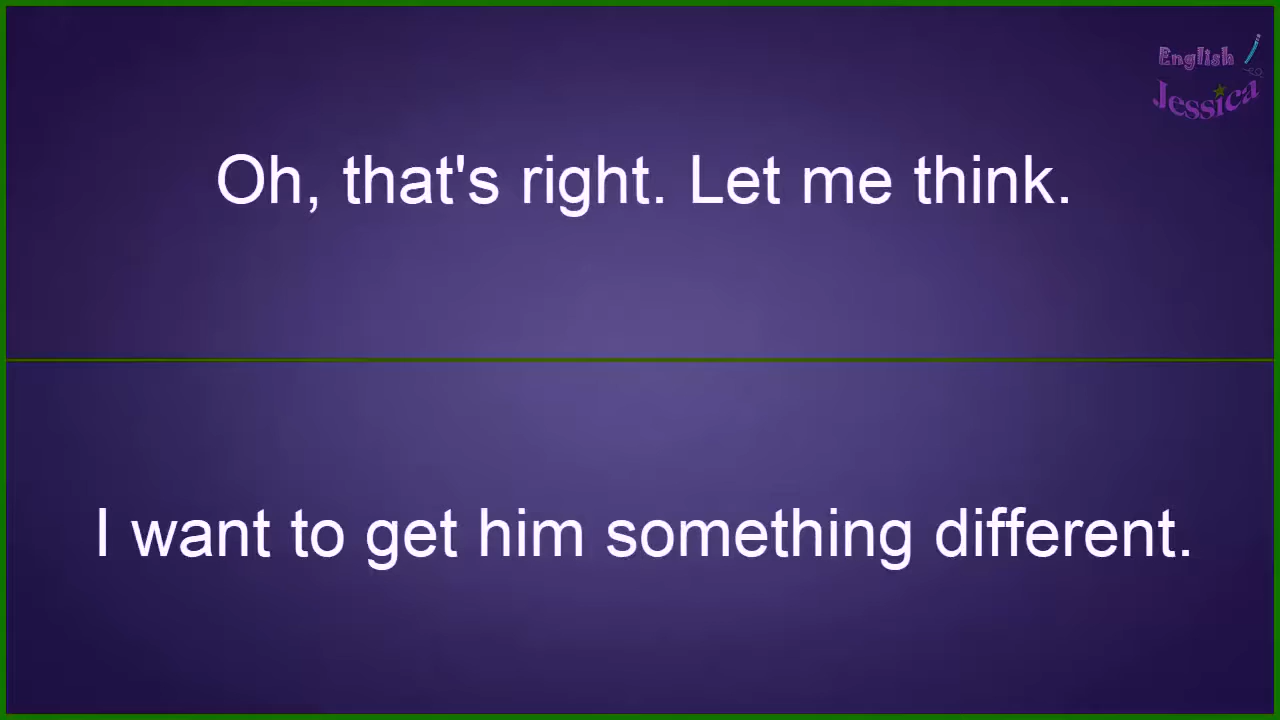 English
Jessica
Oh, that's right. Let me think.
I want to get him something different.